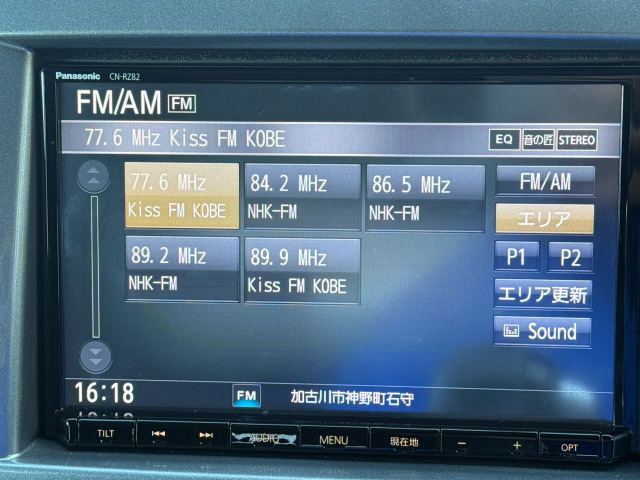 Panasonic CN-RZ82
FM/AM FM
77.6 MHz Kiss FM KOBE EQ 音の匠 STEREO
77.6 MHz 84.2 MHz 86.5 MHz FM/AM
Kiss FM KOBE NHK-FM NHK-FM エリア
89.2 MHz 89.9 MHz P1 P2
NHK-FM Kiss FM KOBE エリア更新
Sound
16:18 FM 加古川市神野町石守
TILT AUDIO MENU 現在地 − + OPT